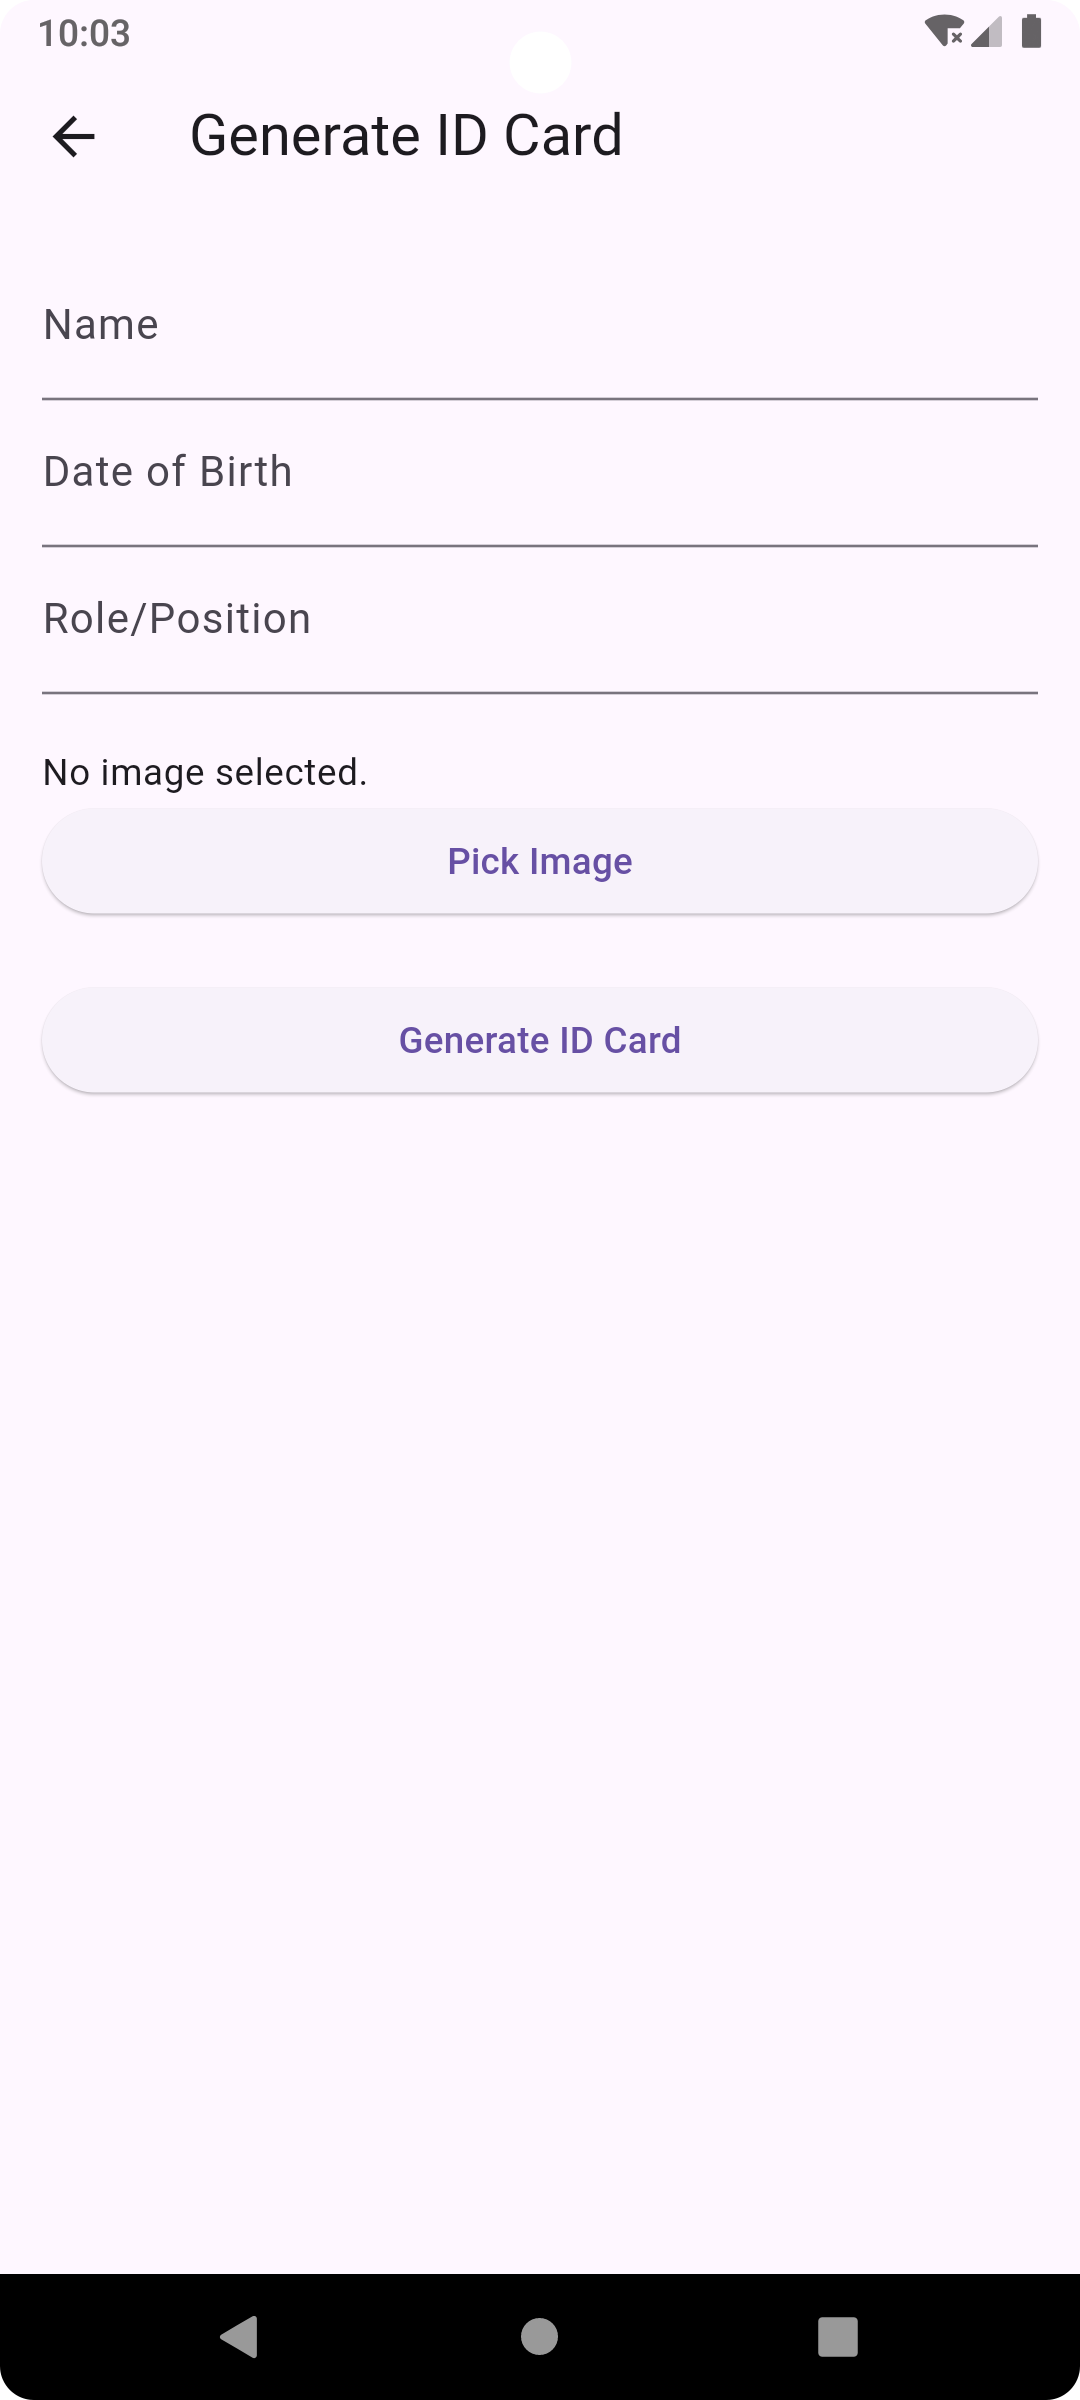 10:03
Generate ID Card
Name
Date of Birth
Role/Position
No image selected.
Pick Image
Generate ID Card